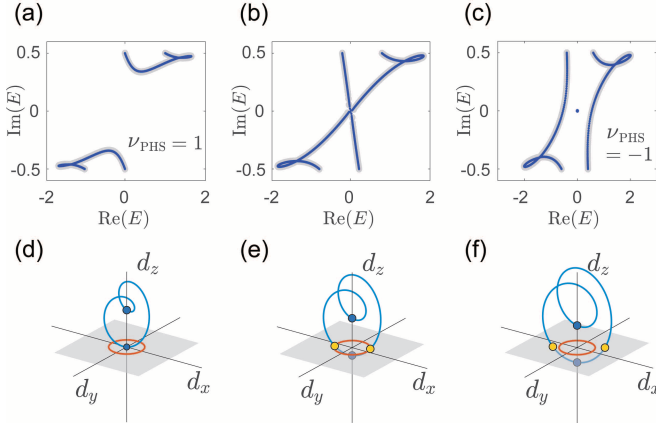 (a) (b) (c)
0.5 0.5 0.5
Im(E) Im(E) Im(E)
0 0 0
ν_PHS = 1 ν_PHS
= −1
-0.5 -0.5 -0.5
-2 0 2 -2 0 2 -2 0 2
Re(E) Re(E) Re(E)
(d) (e) (f)
d_z d_z d_z
d_x d_x d_x
d_y d_y d_y